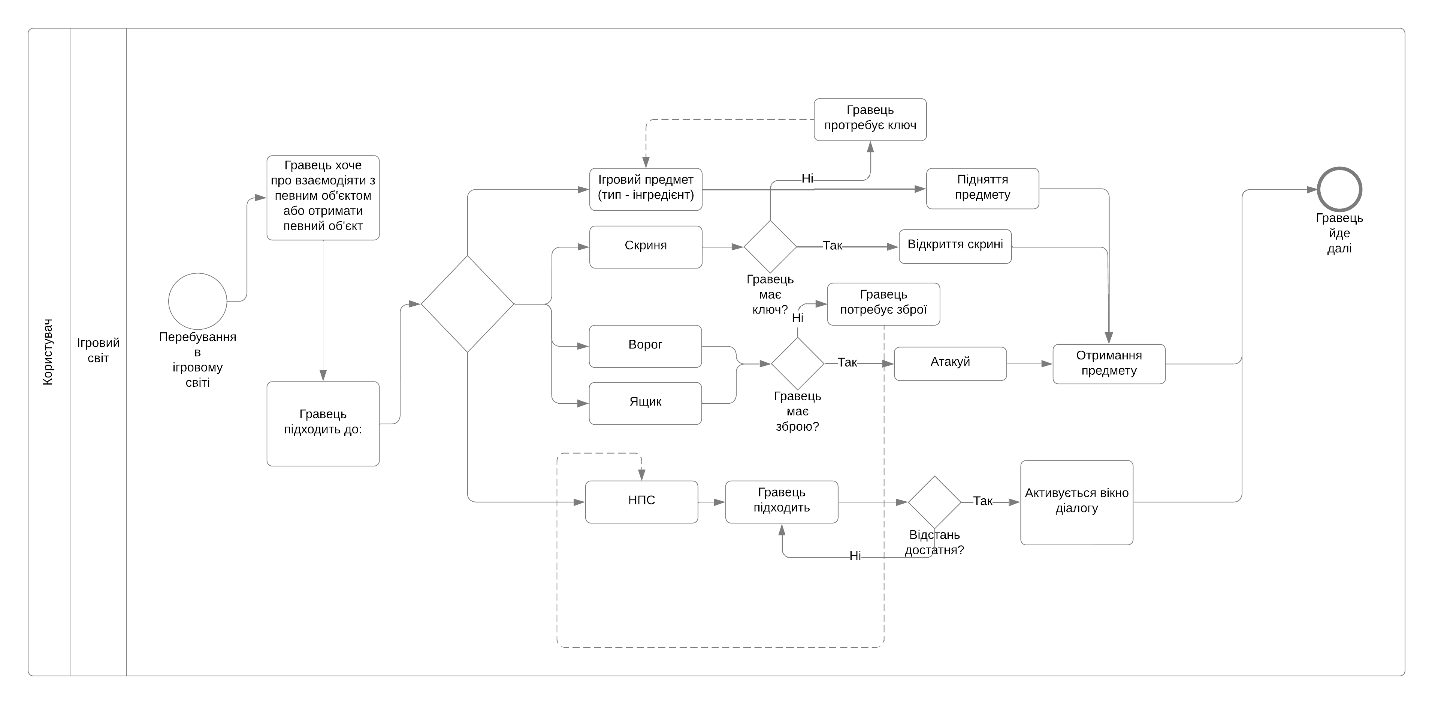 Користувач
Ігровий
світ
Перебування
в
ігровому
світі
Гравець хоче
про взаємодіяти з
певним об'єктом
або отримати
певний об'єкт
Гравець
підходить до:
Гравець
протребує ключ
Ігровий предмет
(тип - інгредієнт)
Ні
Підняття
предмету
Скриня
Гравець
має
ключ?
Так
Відкриття скрині
Гравець
потребує зброї
Ні
Ворог
Ящик
Гравець
має
зброю?
Так
Атакуй
Отримання
предмету
НПС
Гравець
підходить
Відстань
достатня?
Ні
Так
Активується вікно
діалогу
Гравець
йде
далі